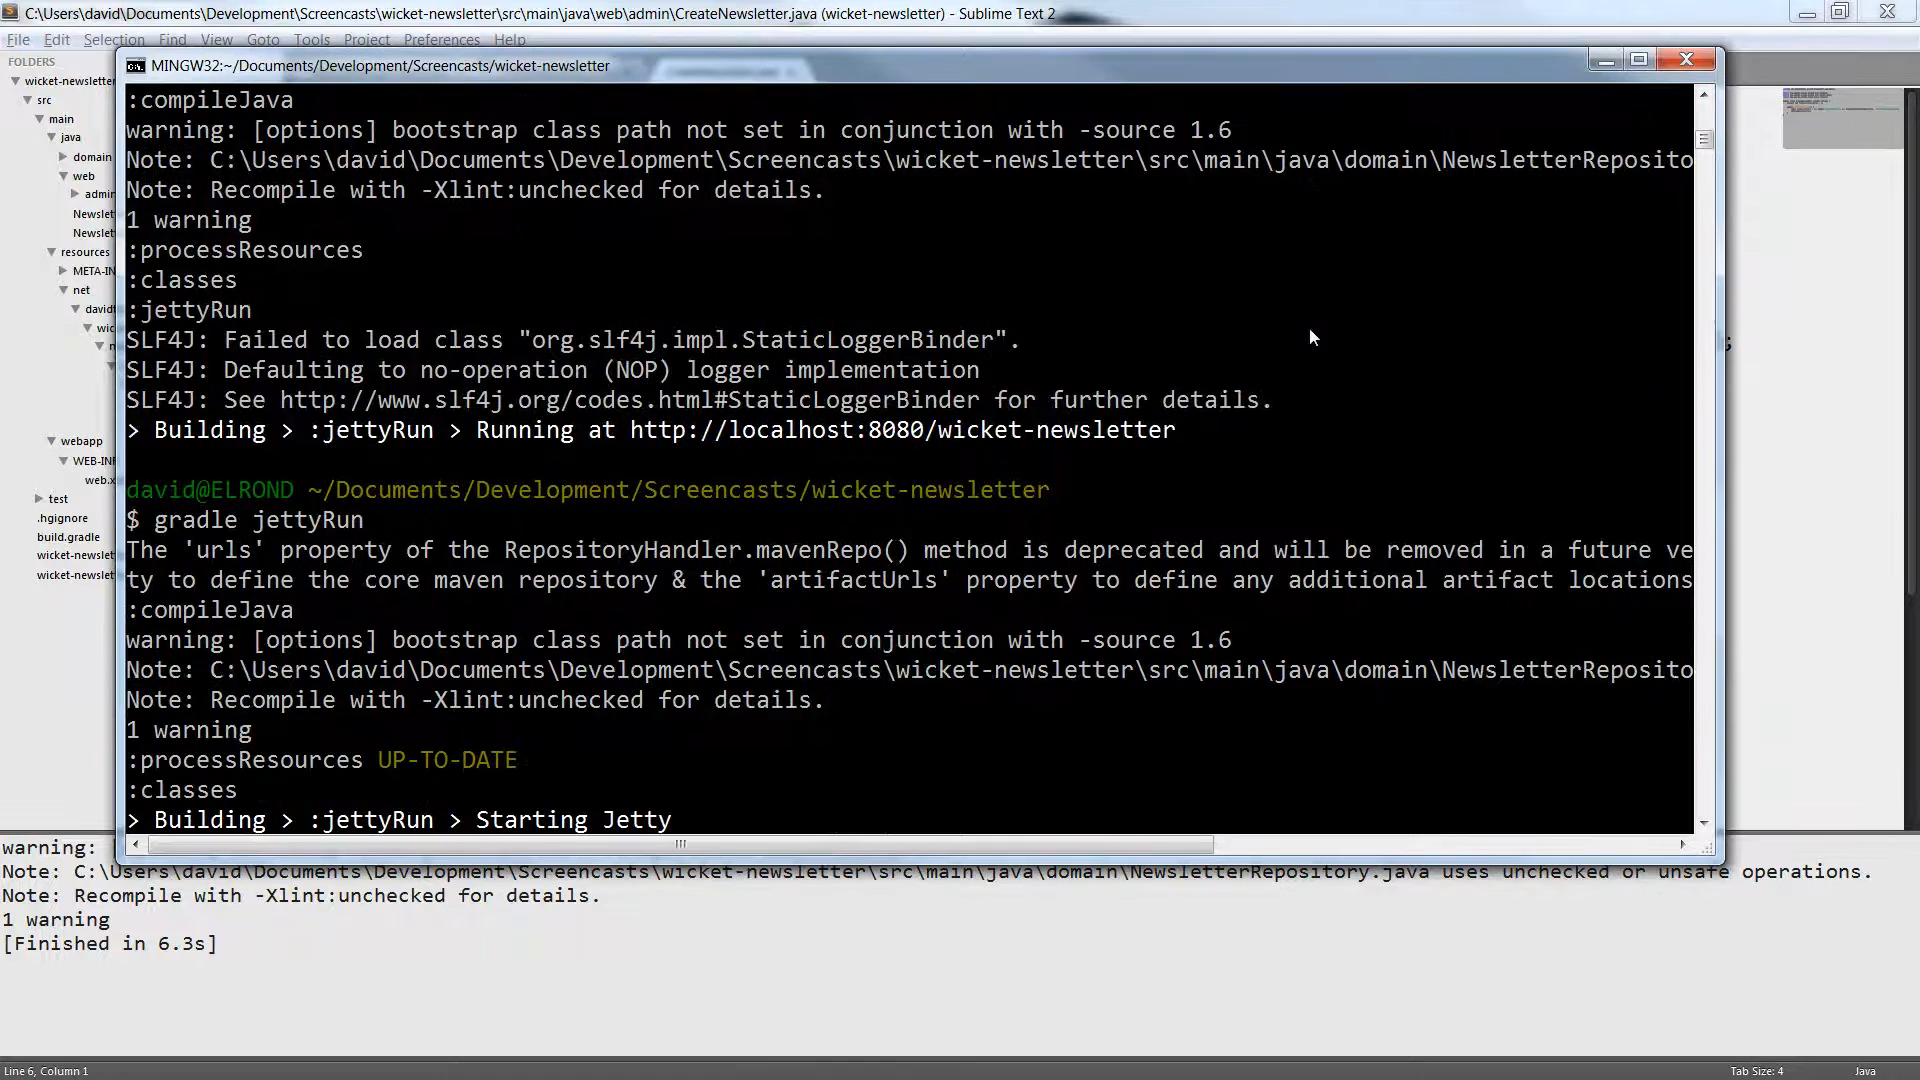 C:\Users\david\Documents\Development\Screencasts\wicket-newsletter\src\main\java\web\admin\CreateNewsletter.java (wicket-newsletter) - Sublime Text 2
File Edit Selection Find View Goto Tools Project Preferences Help
FOLDERS
wicket-newsletter
src
main
java
domain
web
admin
Newslet
Newslet
resources
META-IN
net
david
wic
n
webapp
WEB-INF
web.x
test
.hgignore
build.gradle
wicket-newslet
wicket-newslet
MINGW32:~/Documents/Development/Screencasts/wicket-newsletter
:compileJava
warning: [options] bootstrap class path not set in conjunction with -source 1.6
Note: C:\Users\david\Documents\Development\Screencasts\wicket-newsletter\src\main\java\domain\NewsletterReposito
Note: Recompile with -Xlint:unchecked for details.
1 warning
:processResources
:classes
:jettyRun
SLF4J: Failed to load class "org.slf4j.impl.StaticLoggerBinder".
SLF4J: Defaulting to no-operation (NOP) logger implementation
SLF4J: See http://www.slf4j.org/codes.html#StaticLoggerBinder for further details.
> Building > :jettyRun > Running at http://localhost:8080/wicket-newsletter
david@ELROND ~/Documents/Development/Screencasts/wicket-newsletter
$ gradle jettyRun
The 'urls' property of the RepositoryHandler.mavenRepo() method is deprecated and will be removed in a future ve
ty to define the core maven repository & the 'artifactUrls' property to define any additional artifact locations
:compileJava
warning: [options] bootstrap class path not set in conjunction with -source 1.6
Note: C:\Users\david\Documents\Development\Screencasts\wicket-newsletter\src\main\java\domain\NewsletterReposito
Note: Recompile with -Xlint:unchecked for details.
1 warning
:processResources UP-TO-DATE
:classes
> Building > :jettyRun > Starting Jetty
;
warning:
Note: C:\Users\david\Documents\Development\Screencasts\wicket-newsletter\src\main\java\domain\NewsletterRepository.java uses unchecked or unsafe operations.
Note: Recompile with -Xlint:unchecked for details.
1 warning
[Finished in 6.3s]
Line 6, Column 1
Tab Size: 4
Java